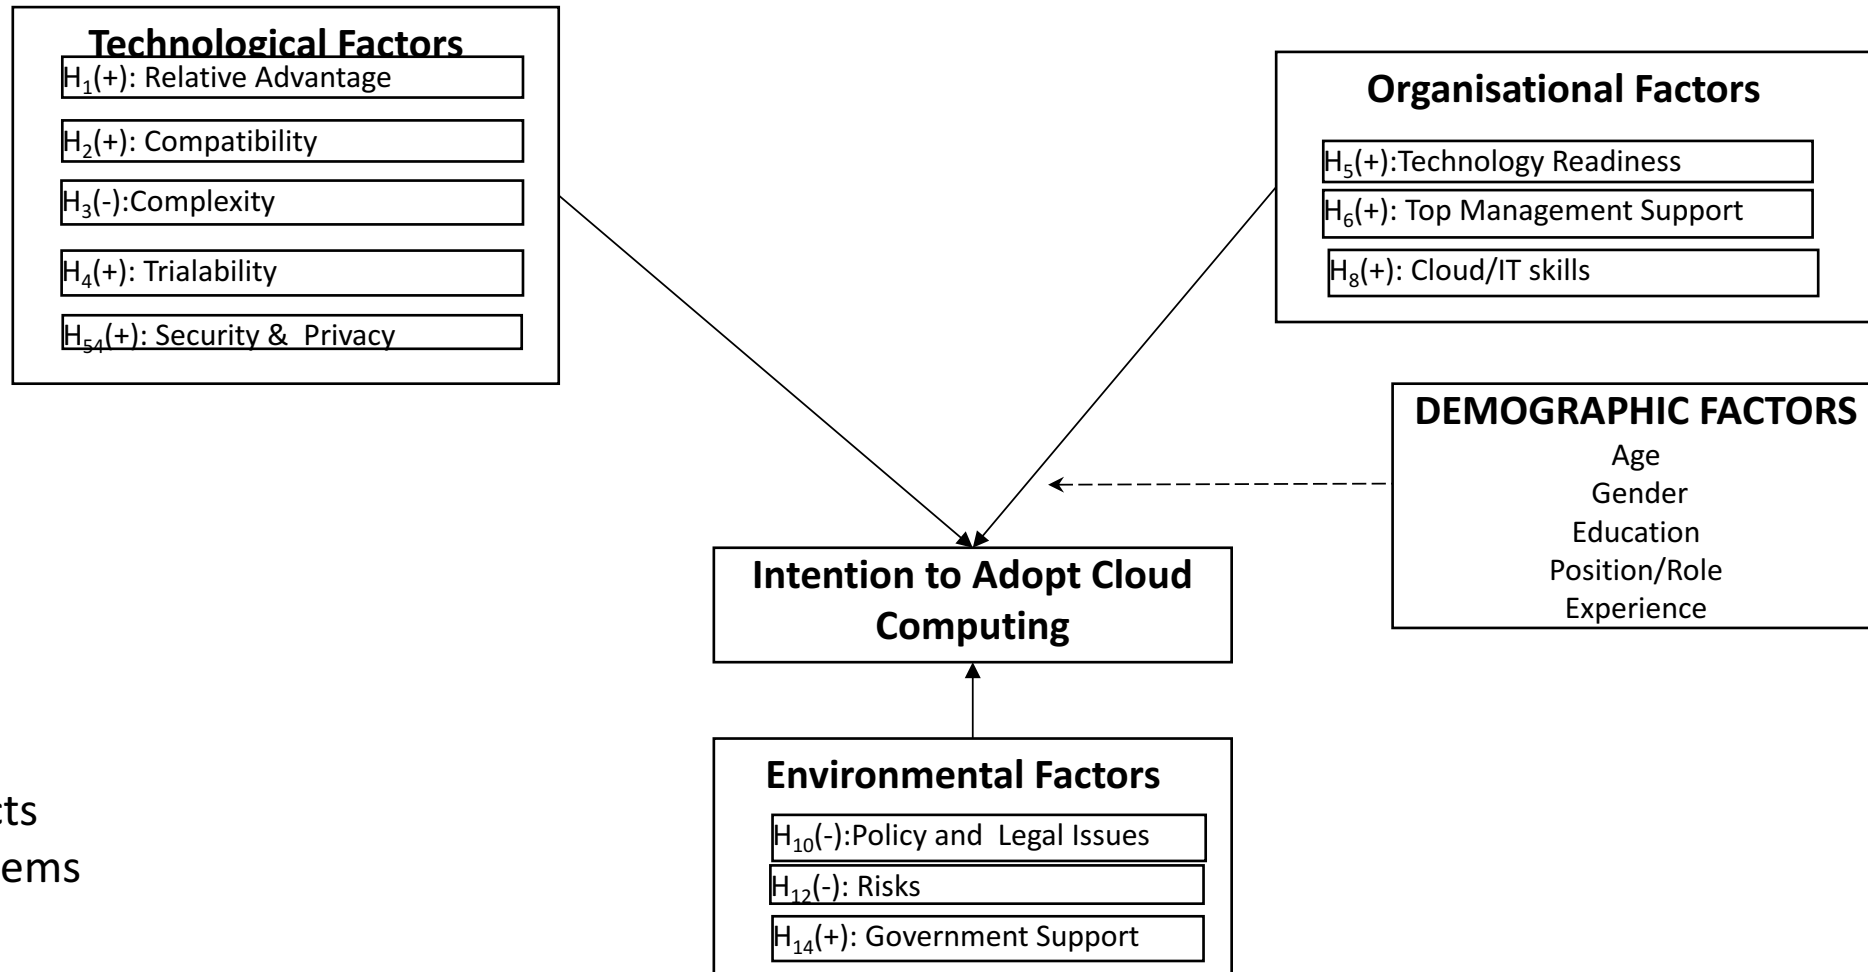 Technological Factors
H₁(+): Relative Advantage
H₂(+): Compatibility
H₃(-):Complexity
H₄(+): Trialability
H₅₄(+): Security &  Privacy
Organisational Factors
H₅(+):Technology Readiness
H₆(+): Top Management Support
H₈(+): Cloud/IT skills
DEMOGRAPHIC FACTORS
Age
Gender
Education
Position/Role
Experience
Intention to Adopt Cloud
Computing
Environmental Factors
H₁₀(-):Policy and  Legal Issues
H₁₂(-): Risks
H₁₄(+): Government Support
cts
ems